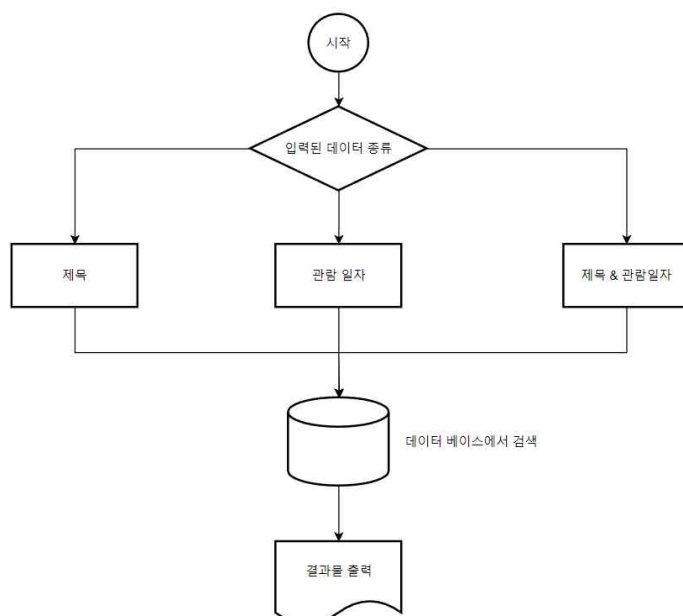 시작
입력된 데이터 종류
제목
관람 일자
제목 & 관람일자
데이터 베이스에서 검색
결과물 출력